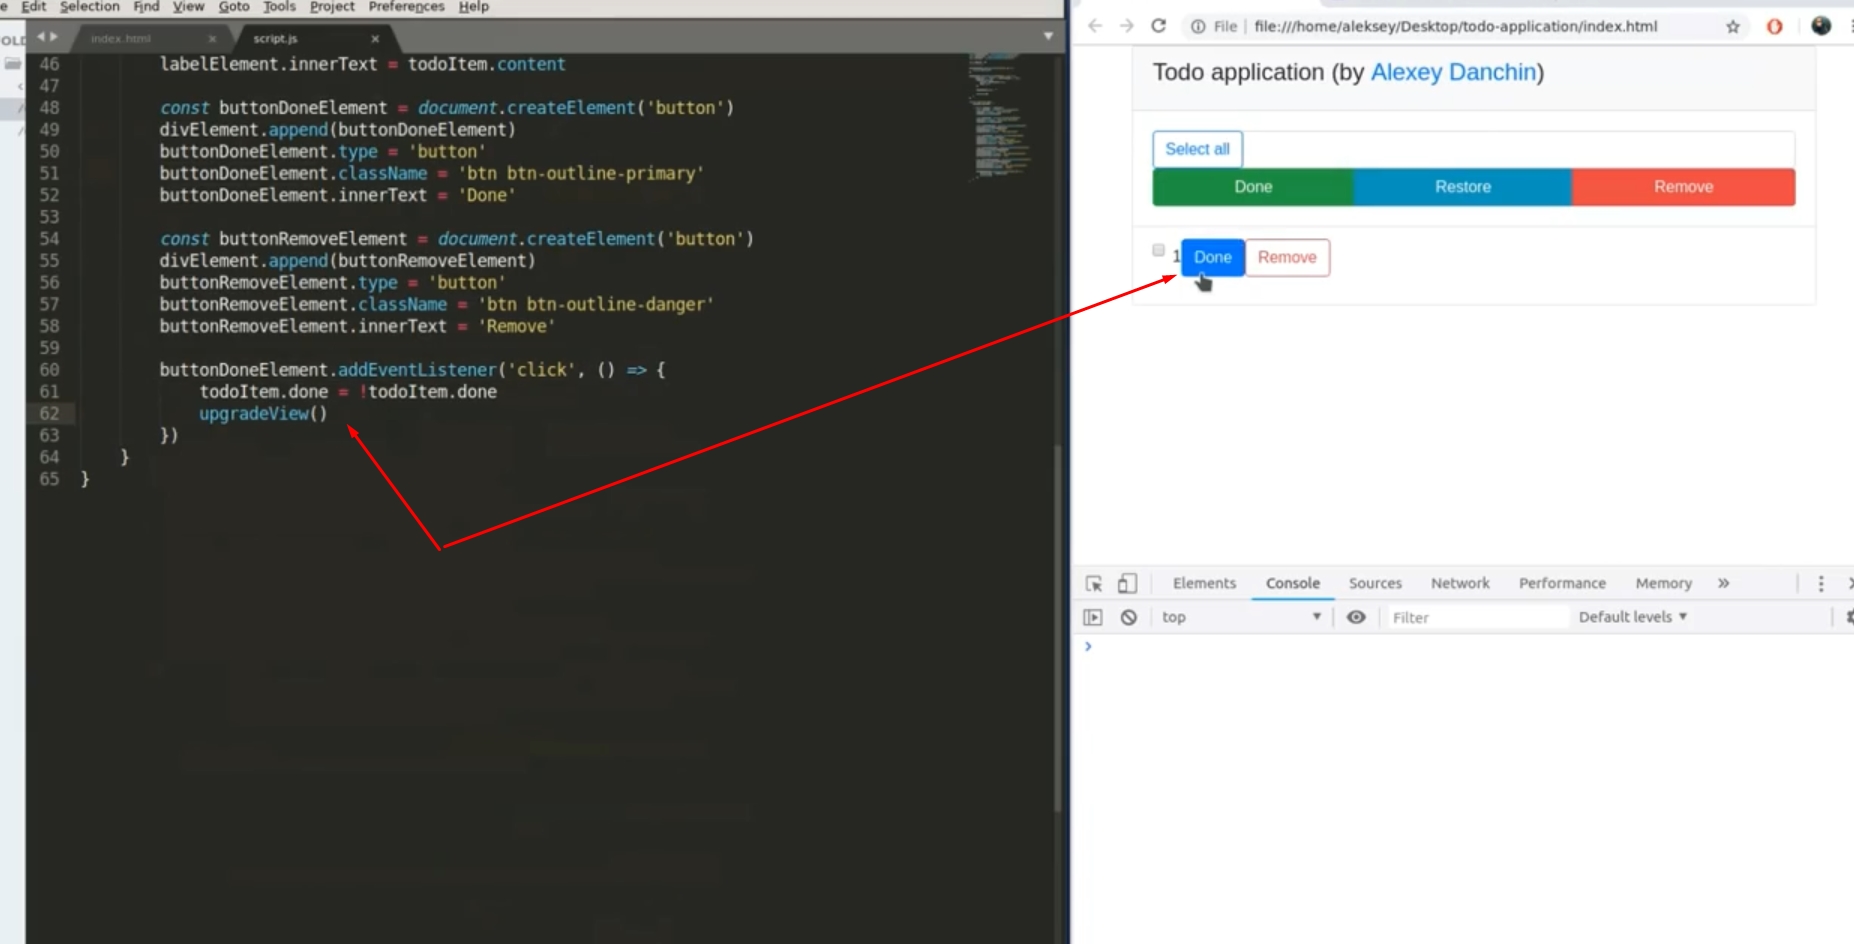 e Edit Selection Find View Goto Tools Project Preferences Help
OLD
index.html × script.js ×
46 labelElement.innerText = todoItem.content
47
48 const buttonDoneElement = document.createElement('button')
49 divElement.append(buttonDoneElement)
50 buttonDoneElement.type = 'button'
51 buttonDoneElement.className = 'btn btn-outline-primary'
52 buttonDoneElement.innerText = 'Done'
53
54 const buttonRemoveElement = document.createElement('button')
55 divElement.append(buttonRemoveElement)
56 buttonRemoveElement.type = 'button'
57 buttonRemoveElement.className = 'btn btn-outline-danger'
58 buttonRemoveElement.innerText = 'Remove'
59
60 buttonDoneElement.addEventListener('click', () => {
61 todoItem.done = !todoItem.done
62 upgradeView()
63 })
64 }
65 }
File file:///home/aleksey/Desktop/todo-application/index.html
Todo application (by Alexey Danchin)
Select all
Done Restore Remove
1 Done Remove
Elements Console Sources Network Performance Memory »
top Filter Default levels